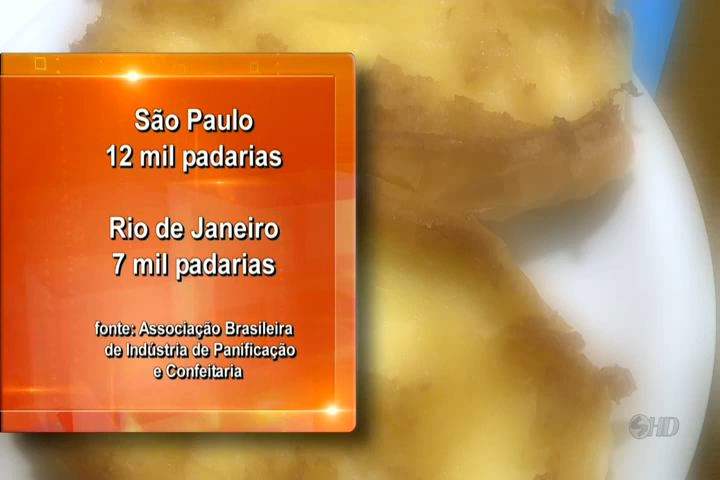 São Paulo
12 mil padarias
Rio de Janeiro
7 mil padarias
fonte: Associação Brasileira
de Indústria de Panificação
e Confeitaria
HD